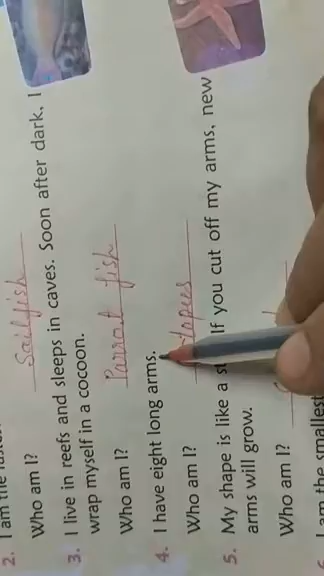 2. I am the
Who am I? Sailfish
3. I live in reefs and sleeps in caves. Soon after dark, I
wrap myself in a cocoon.
Who am I? Parrot fish
4. I have eight long arms.
Who am I?
5. My shape is like a If you cut off my arms, new
arms will grow.
Who am I?
I am the smallest